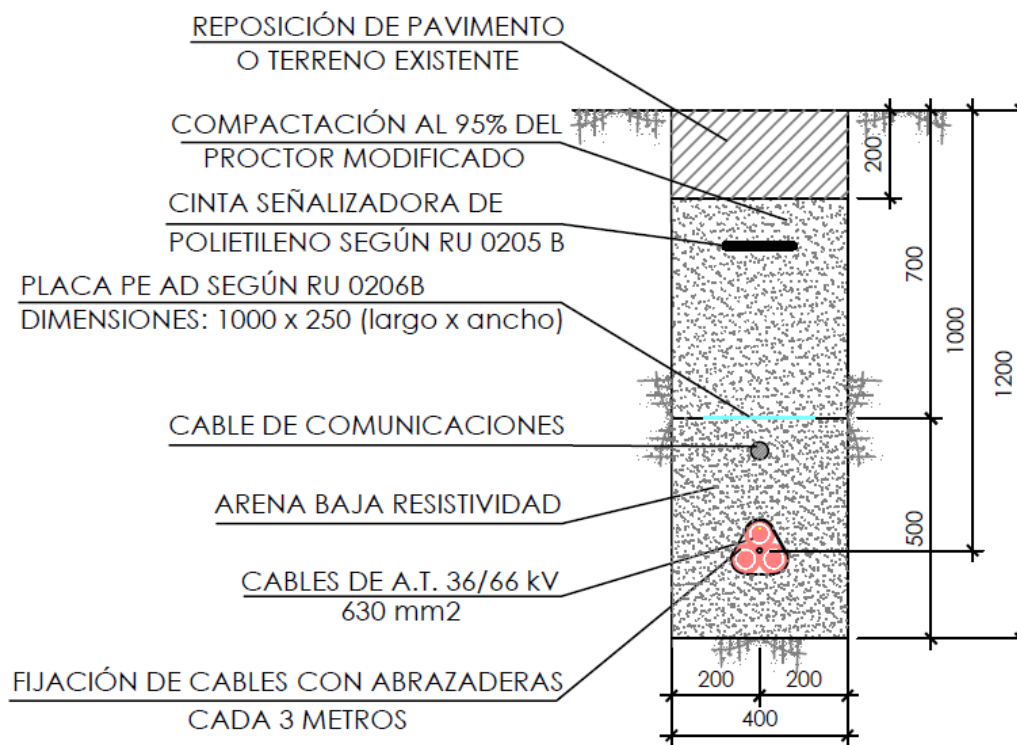 REPOSICIÓN DE PAVIMENTO
O TERRENO EXISTENTE
COMPACTACIÓN AL 95% DEL
PROCTOR MODIFICADO
CINTA SEÑALIZADORA DE
POLIETILENO SEGÚN RU 0205 B
PLACA PE AD SEGÚN RU 0206B
DIMENSIONES: 1000 x 250 (largo x ancho)
CABLE DE COMUNICACIONES
ARENA BAJA RESISTIVIDAD
CABLES DE A.T. 36/66 kV
630 mm2
FIJACIÓN DE CABLES CON ABRAZADERAS
CADA 3 METROS
200
700
1000
1200
500
200
200
400